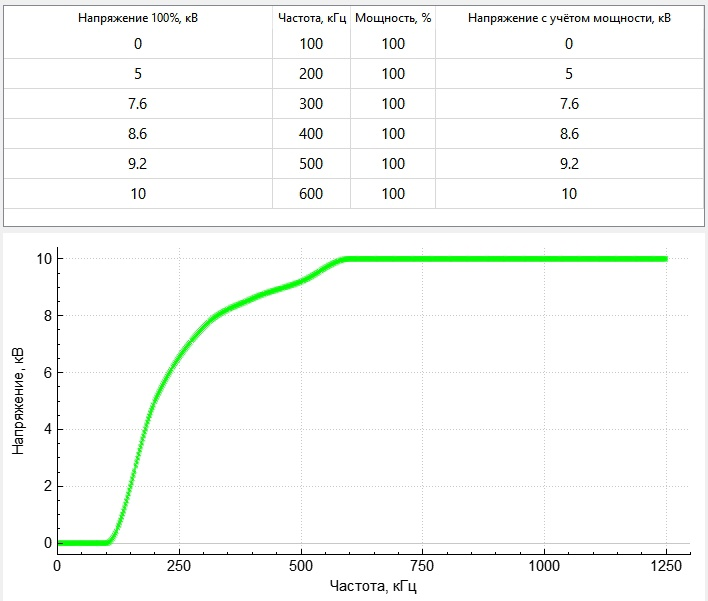 Напряжение 100%, кВ Частота, кГц Мощность, % Напряжение с учётом мощности, кВ
0 100 100 0
5 200 100 5
7.6 300 100 7.6
8.6 400 100 8.6
9.2 500 100 9.2
10 600 100 10
10
8
6
4
2
0
Напряжение, кВ
0 250 500 750 1000 1250
Частота, кГц